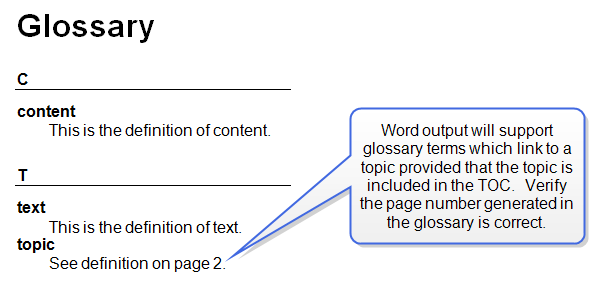 Glossary
C
content
This is the definition of content.
T
text
This is the definition of text.
topic
See definition on page 2.
Word output will support
glossary terms which link to a
topic provided that the topic is
included in the TOC.  Verify
the page number generated in
the glossary is correct.